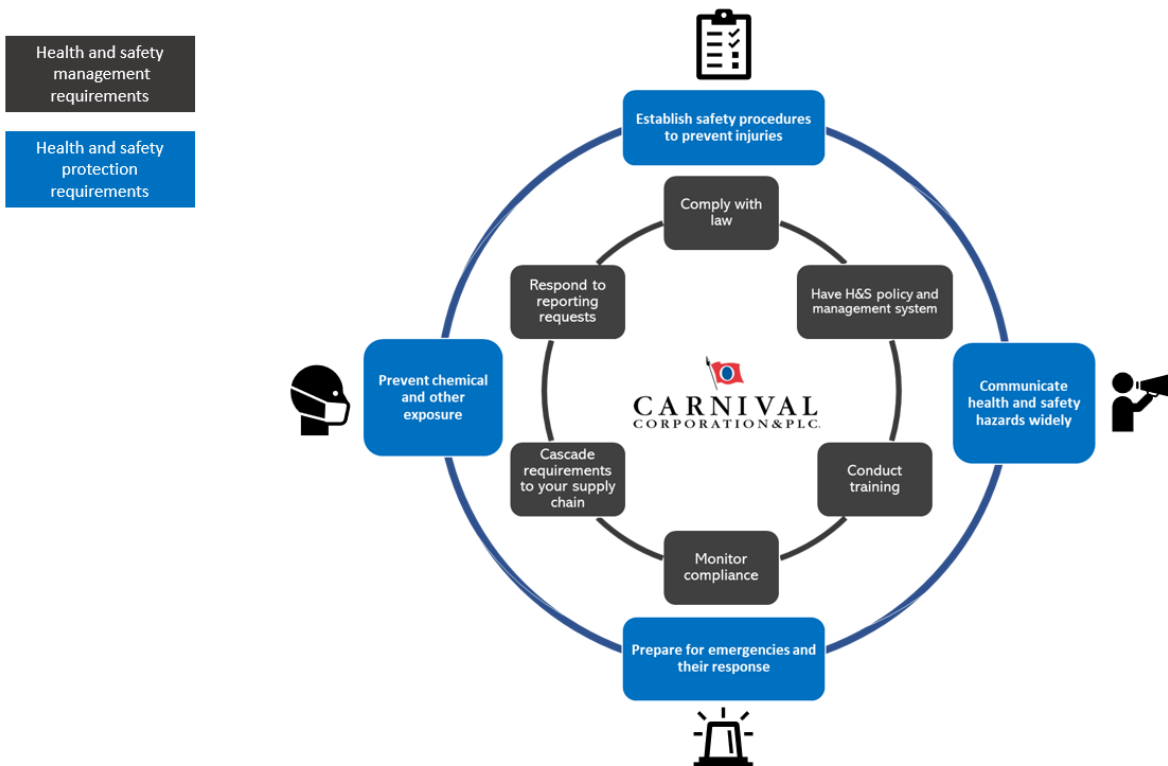 Health and safety
management
requirements
Health and safety
protection
requirements
Establish safety procedures
to prevent injuries
Comply with
law
Respond to
reporting
requests
Have H&S policy and
management system
Prevent chemical
and other
exposure
CARNIVAL
CORPORATION&PLC.
Communicate
health and safety
hazards widely
Cascade
requirements
to your supply
chain
Conduct
training
Monitor
compliance
Prepare for emergencies and
their response